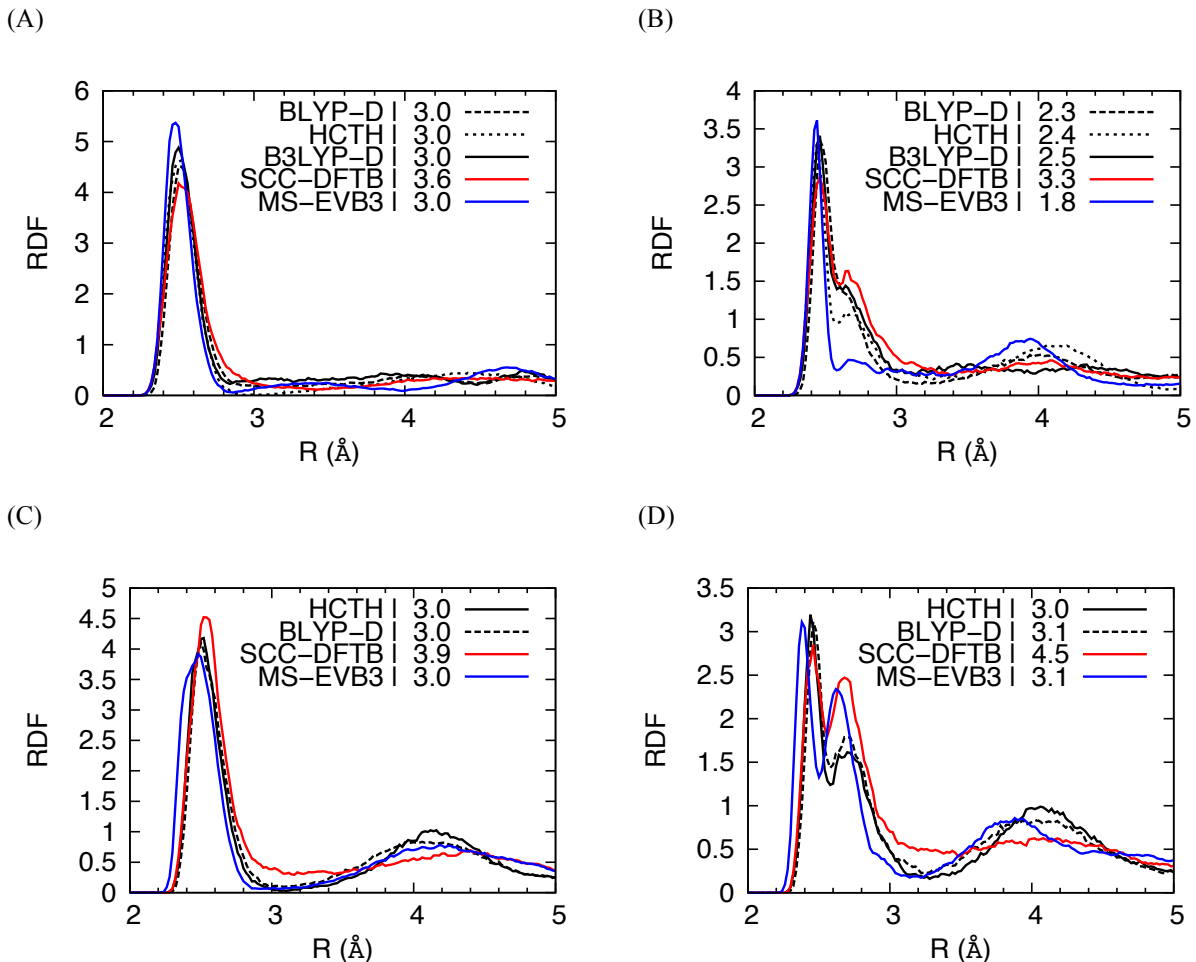 (A)
6
5
4
3
2
1
0
RDF
BLYP-D | 3.0
HCTH | 3.0
B3LYP-D | 3.0
SCC-DFTB | 3.6
MS-EVB3 | 3.0
2 3 4 5
R (Å)
(B)
4
3.5
3
2.5
2
1.5
1
0.5
0
RDF
BLYP-D | 2.3
HCTH | 2.4
B3LYP-D | 2.5
SCC-DFTB | 3.3
MS-EVB3 | 1.8
2 3 4 5
R (Å)
(C)
5
4.5
4
3.5
3
2.5
2
1.5
1
0.5
0
RDF
HCTH | 3.0
BLYP-D | 3.0
SCC-DFTB | 3.9
MS-EVB3 | 3.0
2 3 4 5
R (Å)
(D)
3.5
3
2.5
2
1.5
1
0.5
0
RDF
HCTH | 3.0
BLYP-D | 3.1
SCC-DFTB | 4.5
MS-EVB3 | 3.1
2 3 4 5
R (Å)